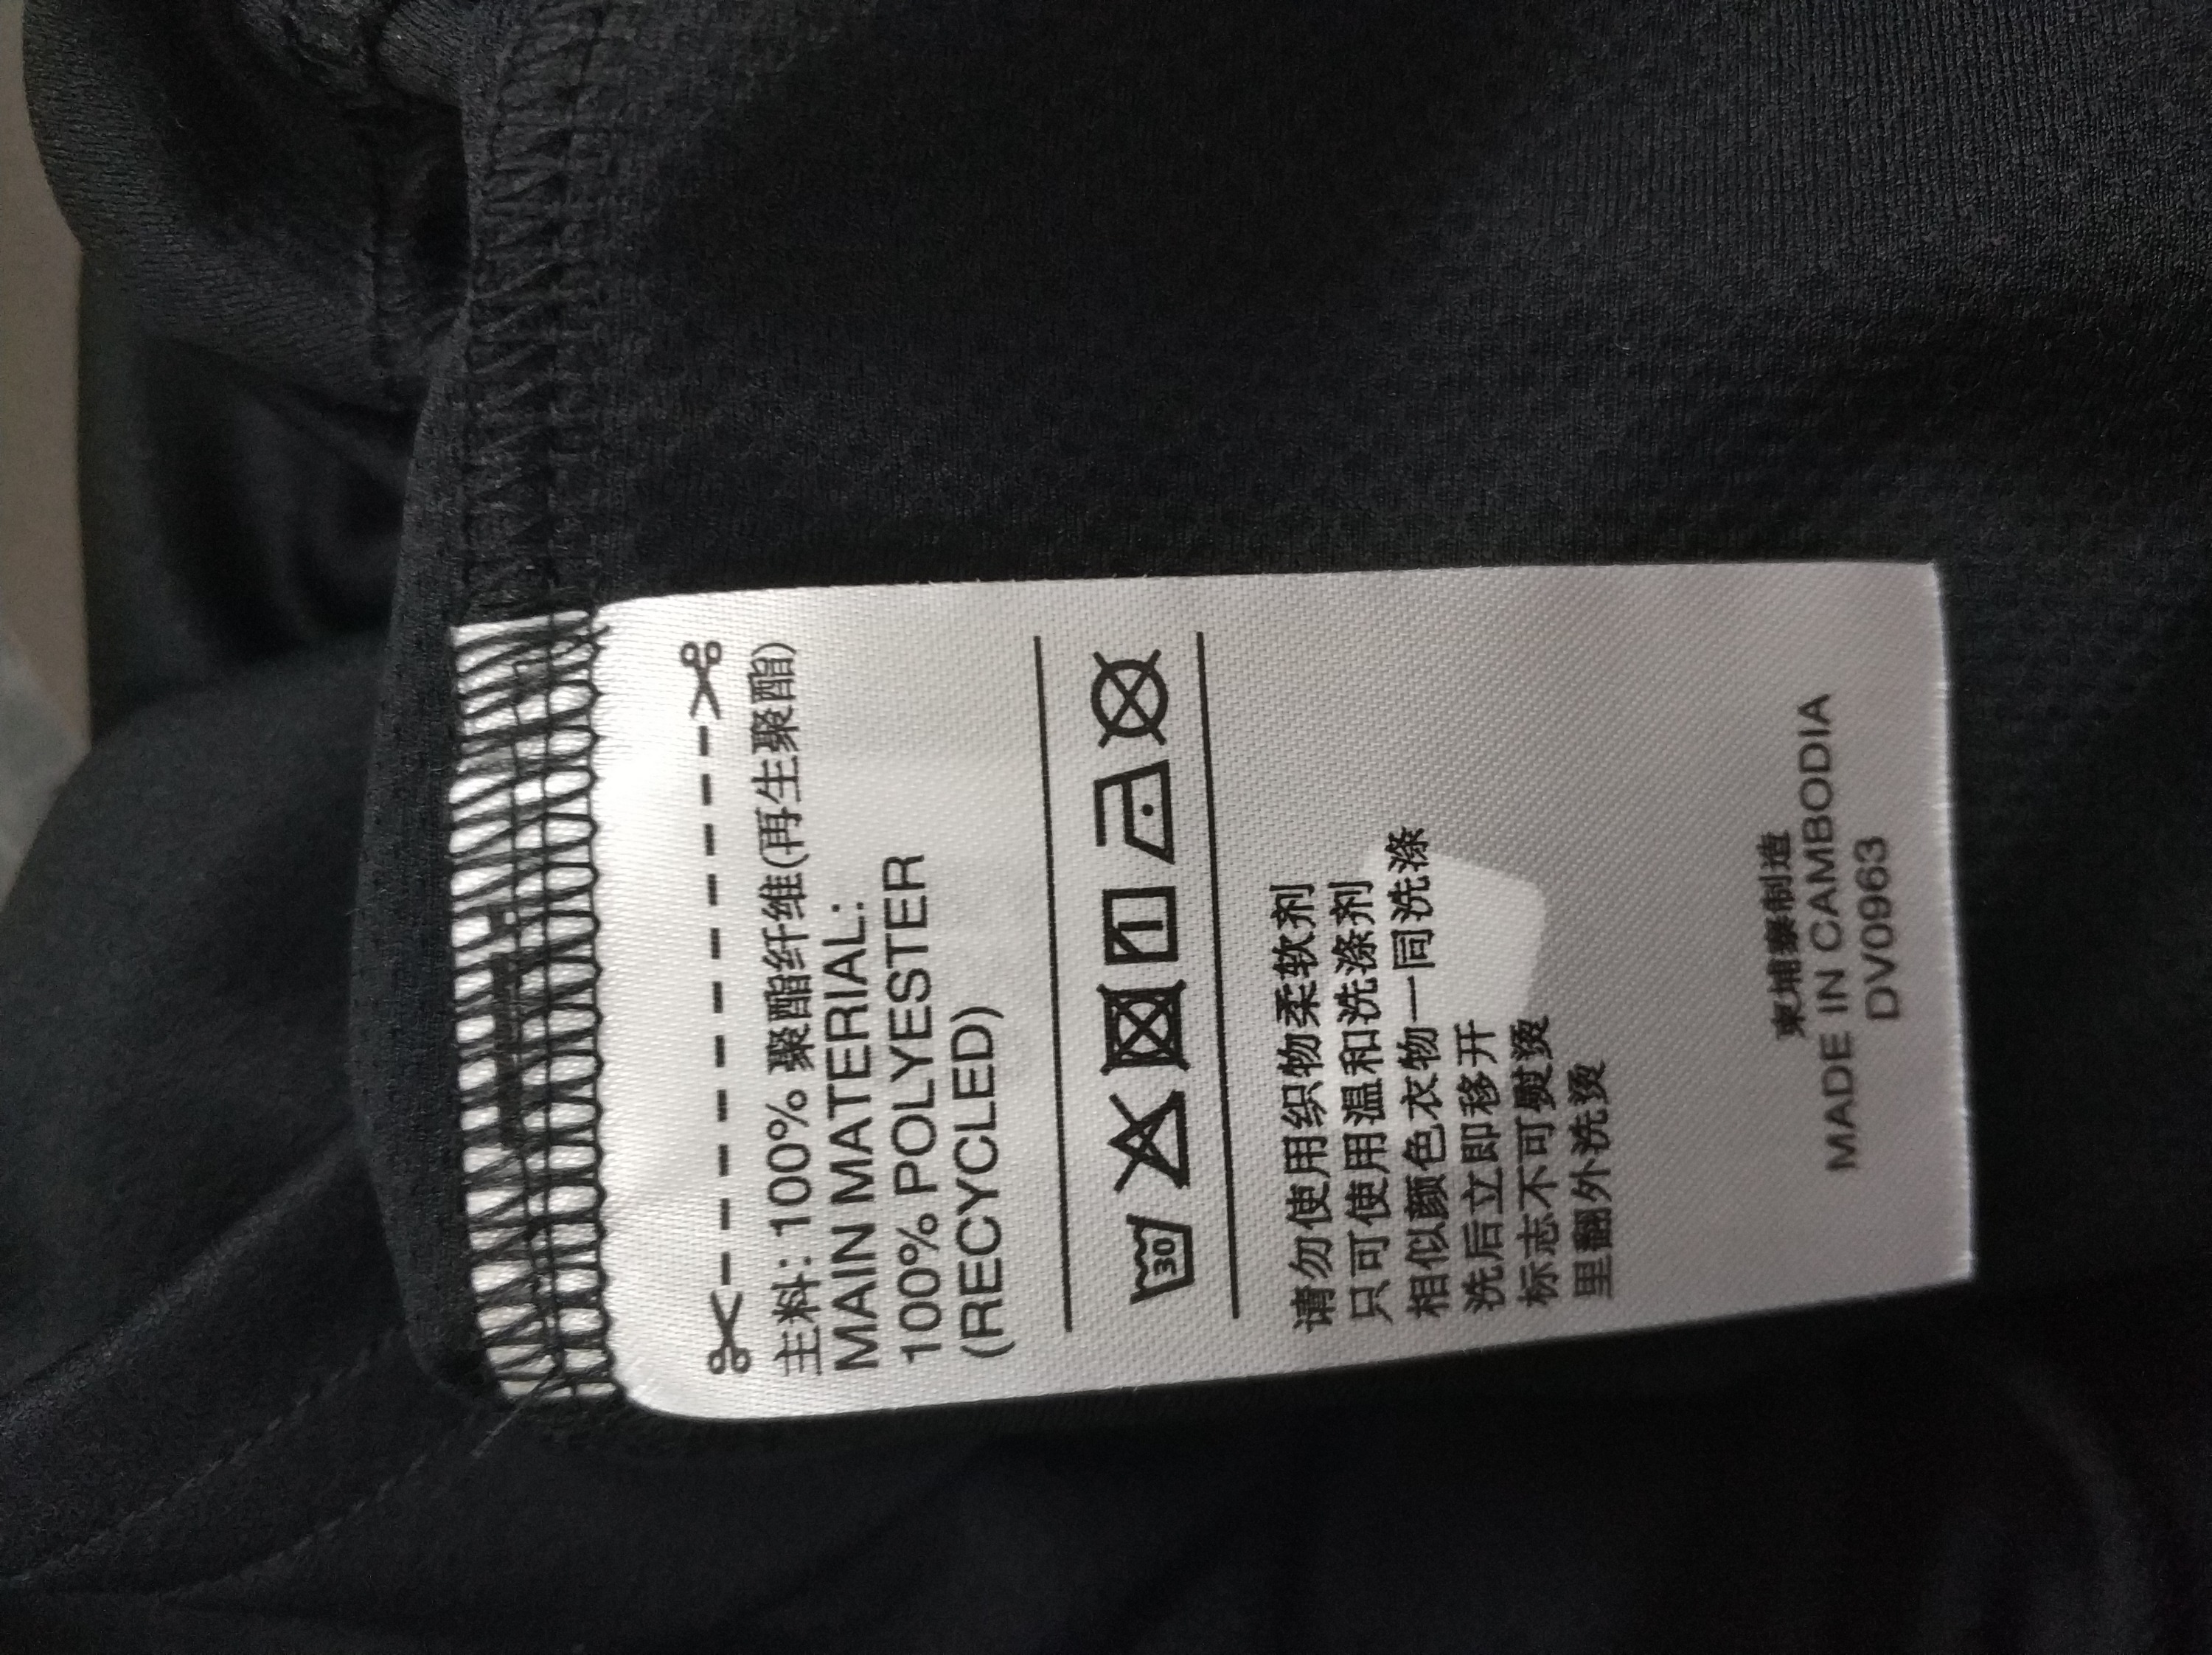 主料: 100% 聚酯纤维(再生聚酯)
MAIN MATERIAL:
100% POLYESTER
(RECYCLED)
30
请勿使用织物柔软剂
只可使用温和洗涤剂
相似颜色衣物一同洗涤
洗后立即移开
标志不可熨烫
里翻外洗烫
柬埔寨制造
MADE IN CAMBODIA
DV0963